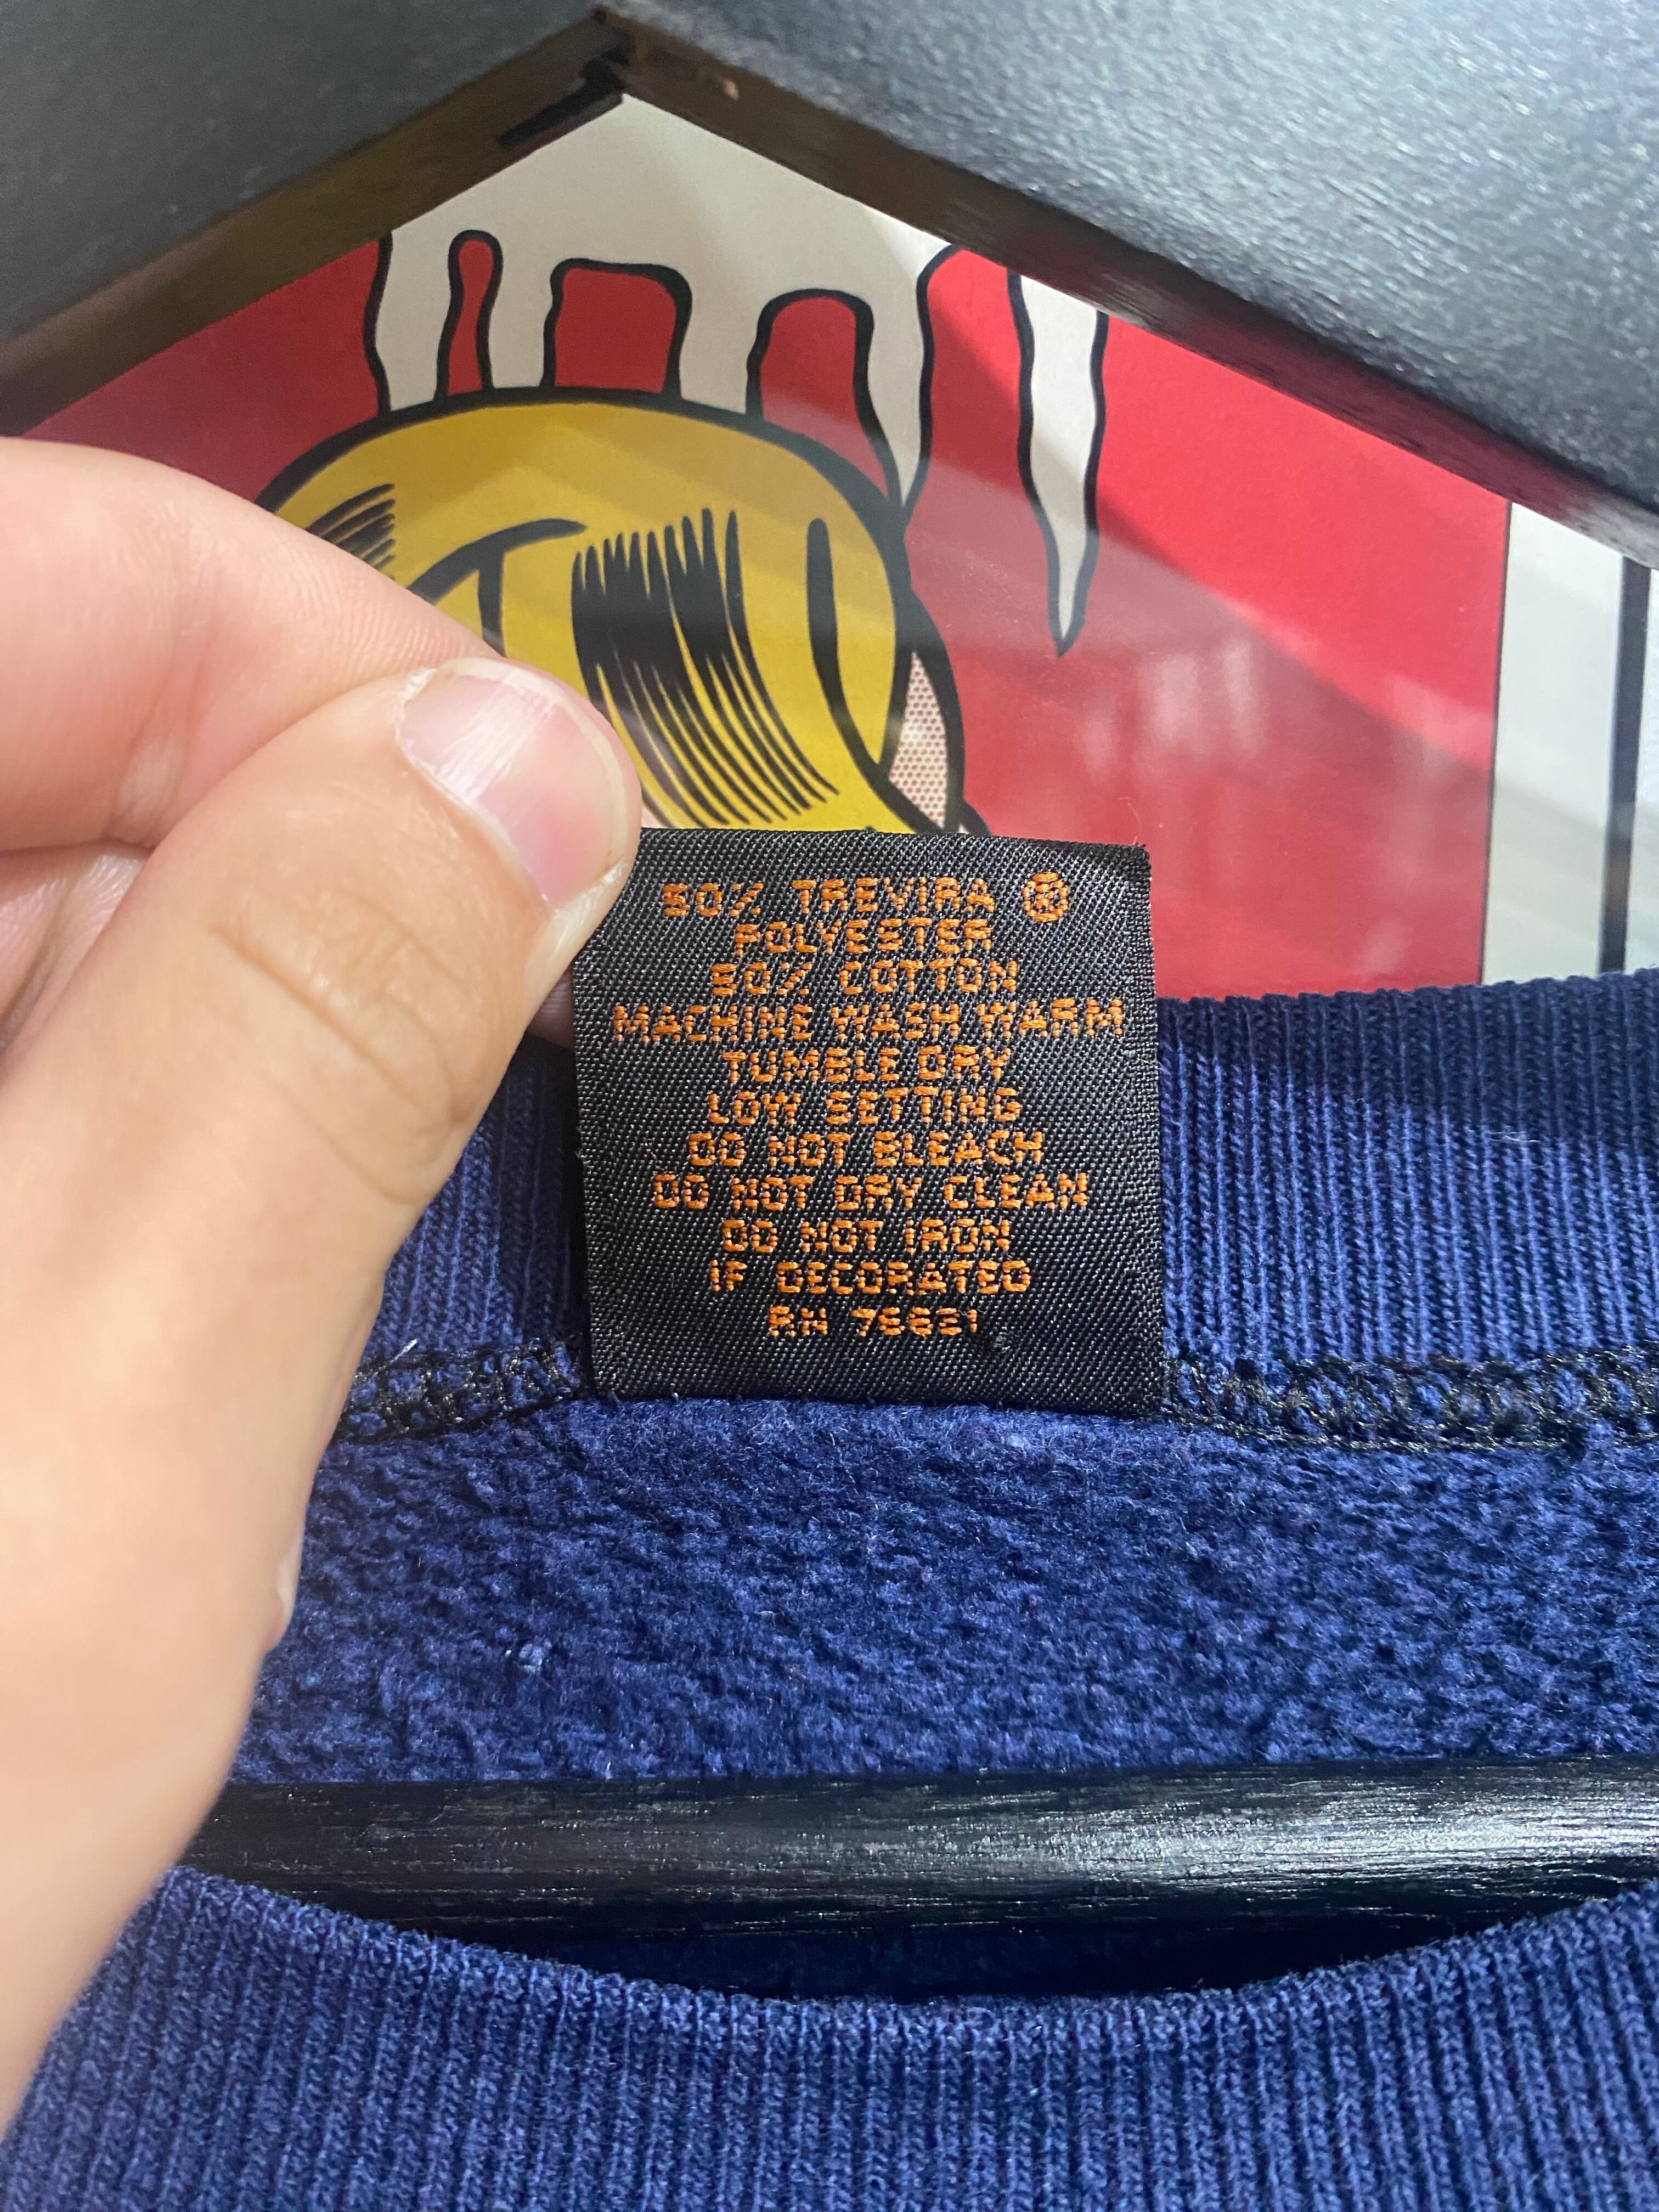 50% TREVIRA ®
POLYESTER
50% COTTON
MACHINE WASH WARM
TUMBLE DRY
LOW SETTING
DO NOT BLEACH
DO NOT DRY CLEAN
DO NOT IRON
IF DECORATED
RN